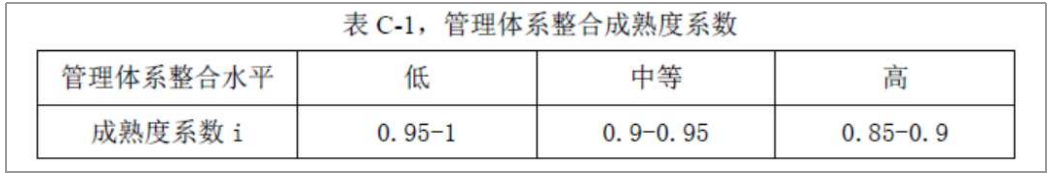 表 C-1，管理体系整合成熟度系数
管理体系整合水平 低 中等 高
成熟度系数 i 0.95-1 0.9-0.95 0.85-0.9